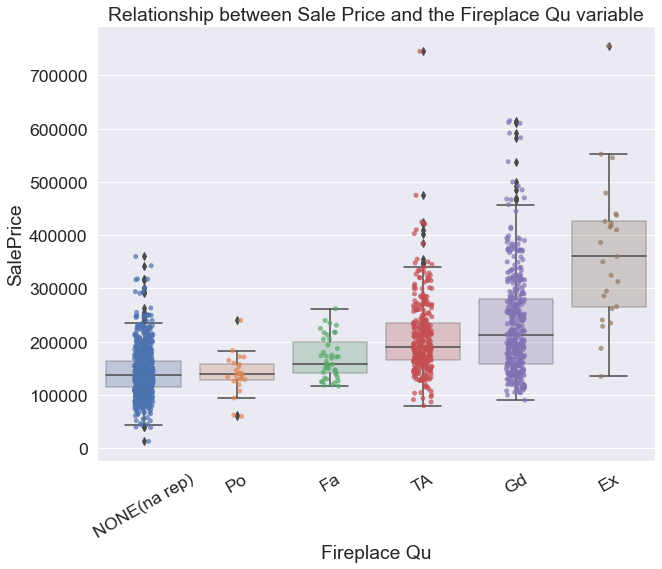 Relationship between Sale Price and the Fireplace Qu variable
SalePrice
700000
600000
500000
400000
300000
200000
100000
0
NONE(na rep)
Po
Fa
TA
Gd
Ex
Fireplace Qu